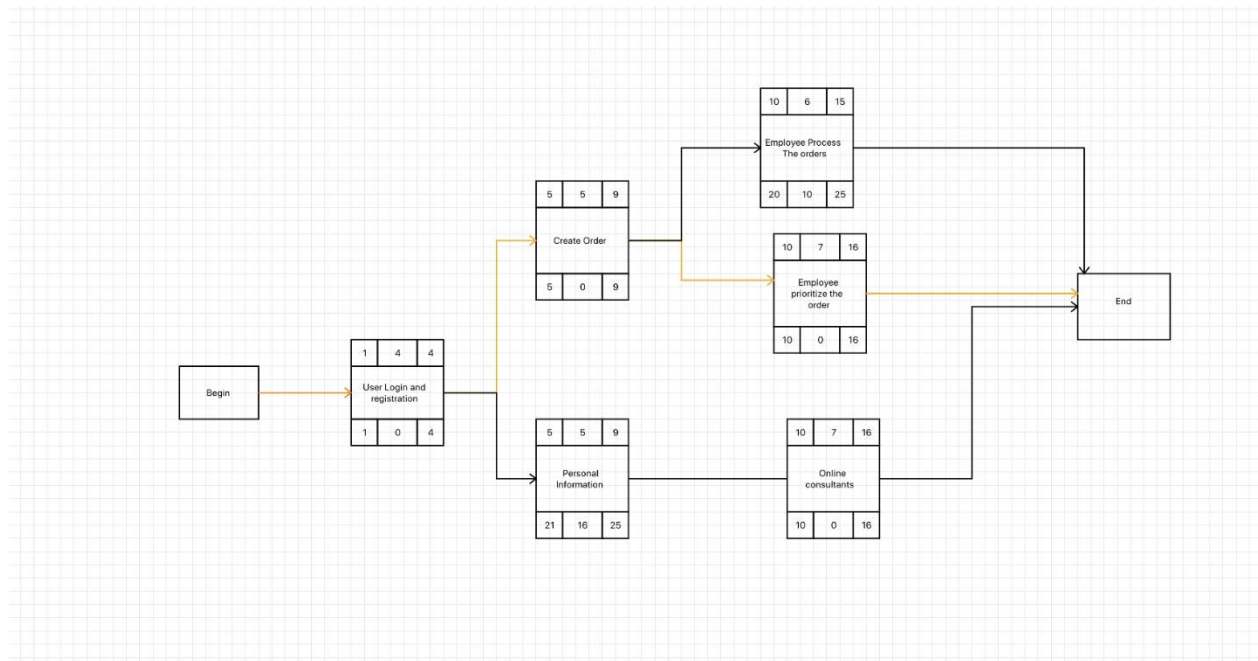 10 6 15
Employee Process
The orders
20 10 25
5 5 9
Create Order
5 0 9
10 7 16
Employee
prioritize the
order
10 0 16
End
Begin
1 4 4
User Login and
registration
1 0 4
5 5 9
Personal
Information
21 16 25
10 7 16
Online
consultants
10 0 16